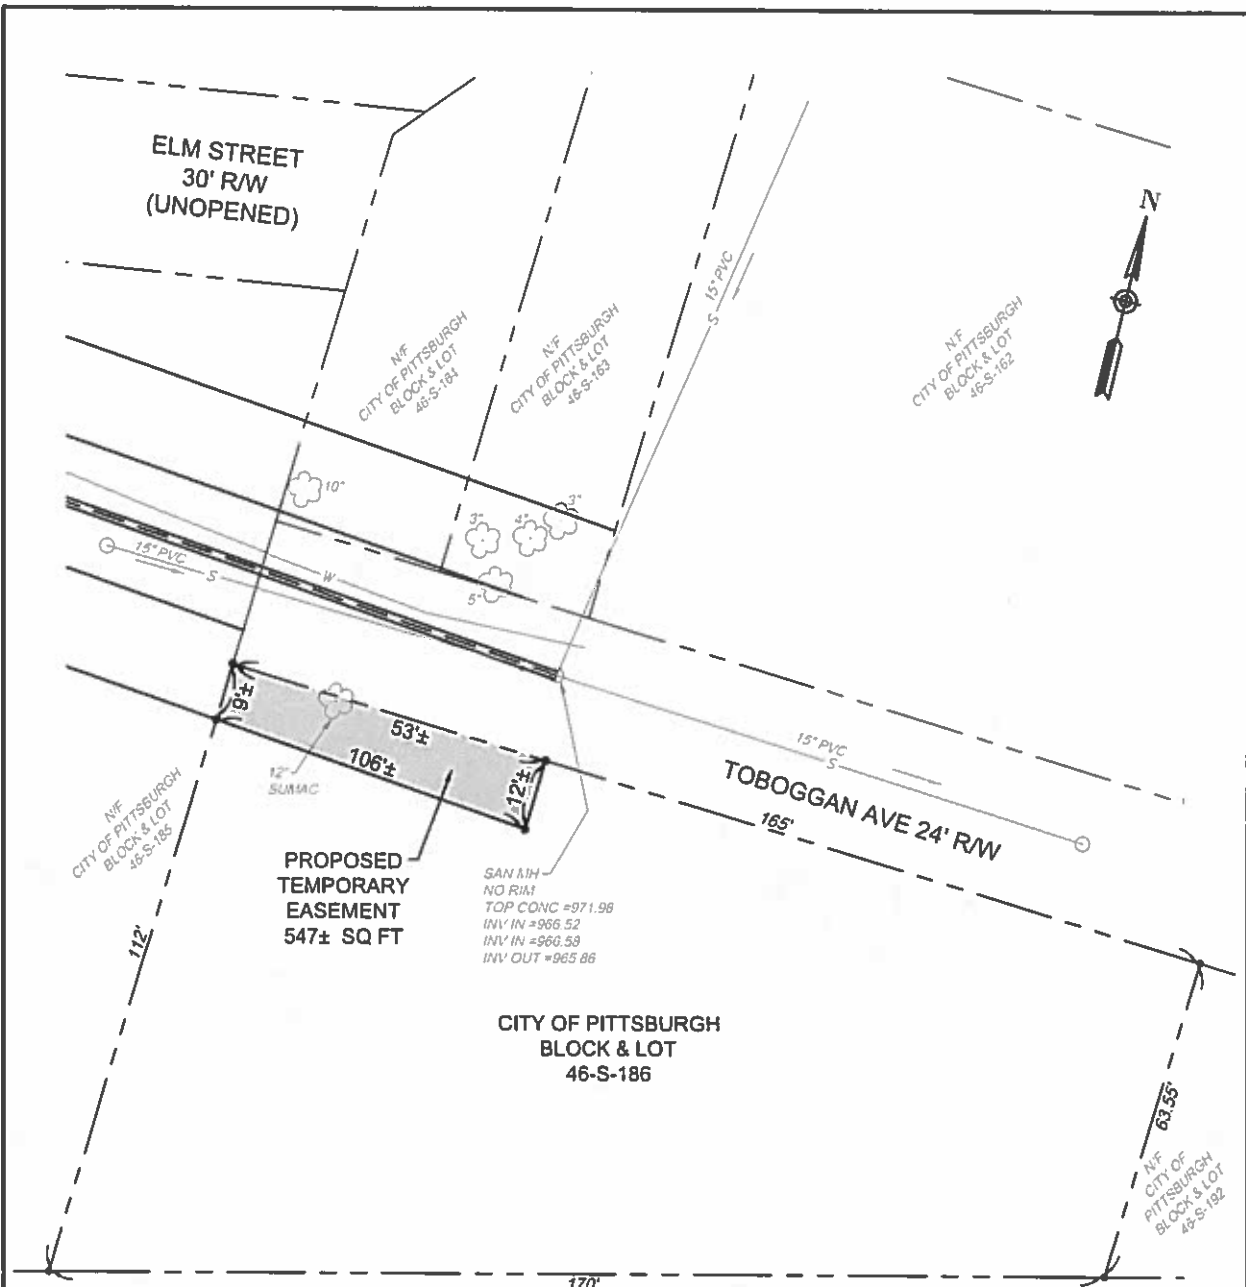 ELM STREET
30' R/W
(UNOPENED)
N
N/F
CITY OF PITTSBURGH
BLOCK & LOT
46-S-184
N/F
CITY OF PITTSBURGH
BLOCK & LOT
46-S-163
S 15" PVC
N/F
CITY OF PITTSBURGH
BLOCK & LOT
46-S-162
10"
3"
4"
3"
5"
15" PVC S
W
9'±
53'±
106'±
12'±
12"
SUMAC
15" PVC
S
TOBOGGAN AVE 24' R/W
165'
N/F
CITY OF PITTSBURGH
BLOCK & LOT
46-S-185
PROPOSED
TEMPORARY
EASEMENT
547± SQ FT
SAN MH
NO RIM
TOP CONC =971.98
INV IN =966.52
INV IN =966.58
INV OUT =965.86
112'
CITY OF PITTSBURGH
BLOCK & LOT
46-S-186
63.55'
N/F
CITY OF
PITTSBURGH
BLOCK & LOT
46-S-192
170'